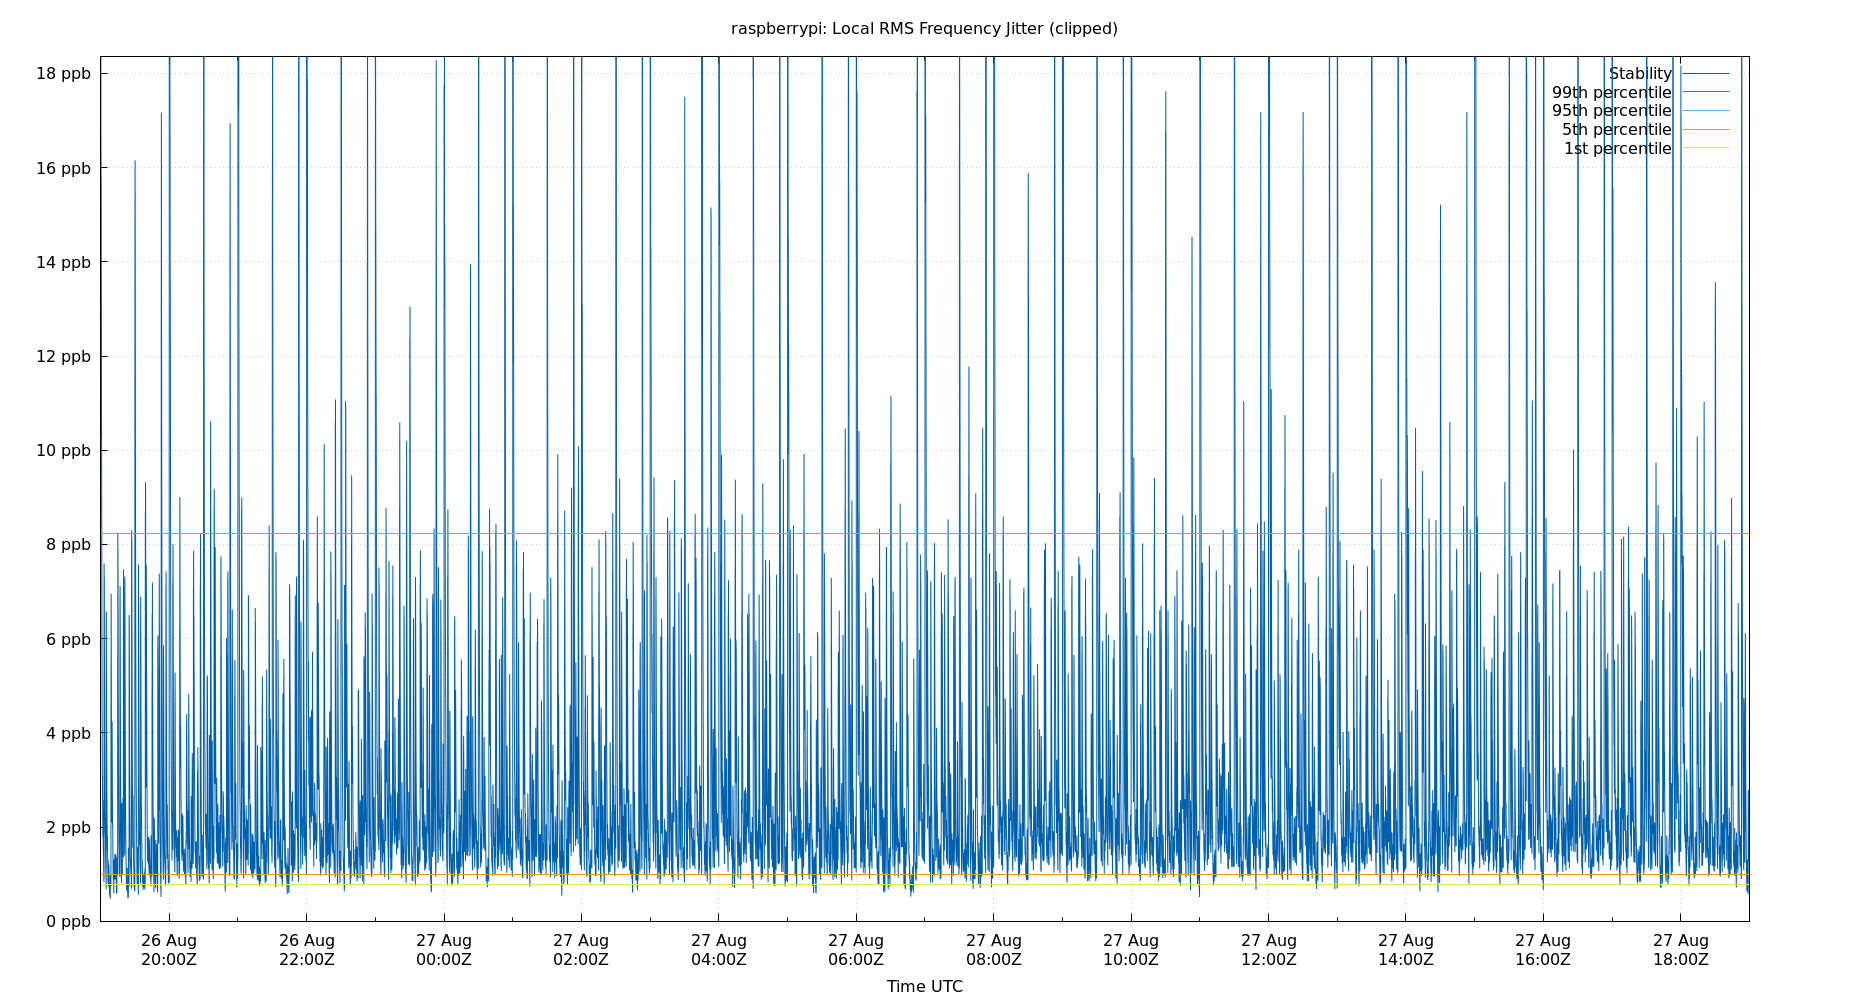 raspberrypi: Local RMS Frequency Jitter (clipped)
18 ppb
16 ppb
14 ppb
12 ppb
10 ppb
8 ppb
6 ppb
4 ppb
2 ppb
0 ppb
Stability
99th percentile
95th percentile
5th percentile
1st percentile
26 Aug 26 Aug 27 Aug 27 Aug 27 Aug 27 Aug 27 Aug 27 Aug 27 Aug 27 Aug 27 Aug 27 Aug
20:00Z 22:00Z 00:00Z 02:00Z 04:00Z 06:00Z 08:00Z 10:00Z 12:00Z 14:00Z 16:00Z 18:00Z
Time UTC